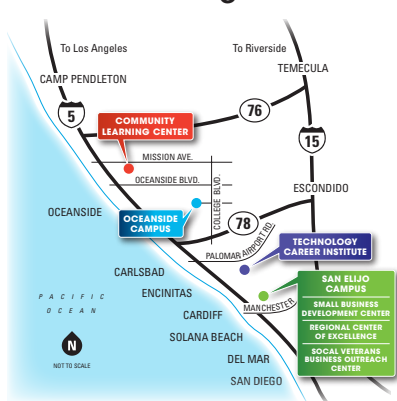 To Los Angeles
To Riverside
TEMECULA
CAMP PENDLETON
5
76
COMMUNITY
LEARNING CENTER
15
MISSION AVE.
OCEANSIDE BLVD.
COLLEGE BLVD.
ESCONDIDO
OCEANSIDE
OCEANSIDE
CAMPUS
78
PALOMAR AIRPORT RD.
TECHNOLOGY
CAREER INSTITUTE
CARLSBAD
SAN ELIJO
CAMPUS
PACIFIC
OCEAN
ENCINITAS
MANCHESTER
SMALL BUSINESS
DEVELOPMENT CENTER
CARDIFF
REGIONAL CENTER
OF EXCELLENCE
SOLANA BEACH
N
SOCAL VETERANS
BUSINESS OUTREACH
CENTER
NOT TO SCALE
DEL MAR
SAN DIEGO